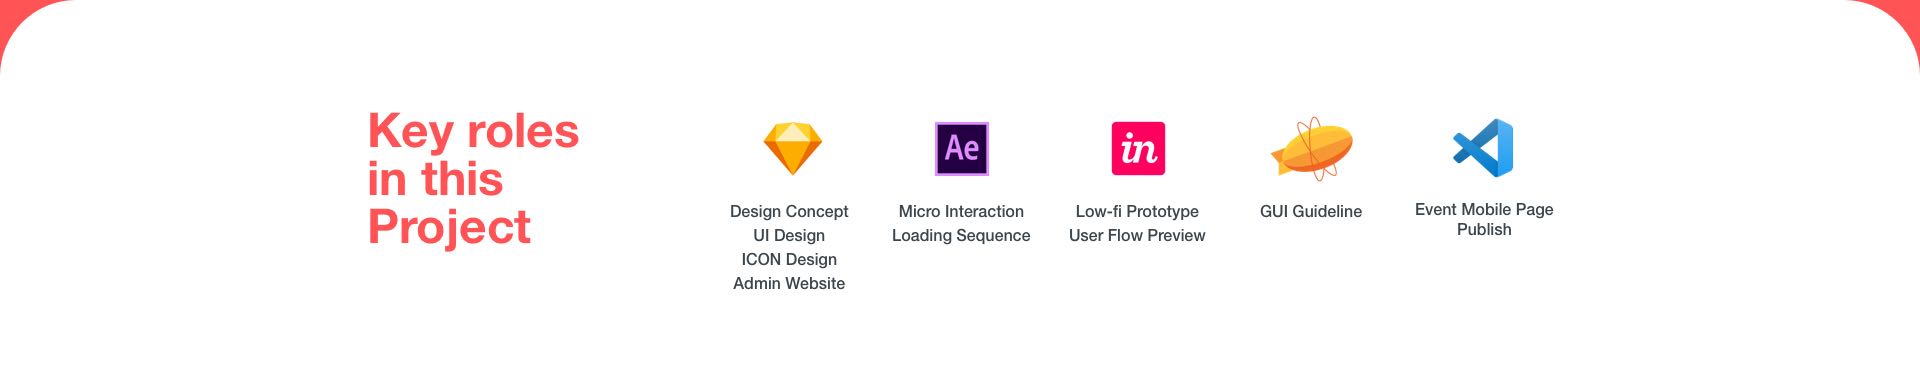 Key roles
in this
Project
Ae
in
Design Concept
UI Design
ICON Design
Admin Website
Micro Interaction
Loading Sequence
Low-fi Prototype
User Flow Preview
GUI Guideline
Event Mobile Page
Publish